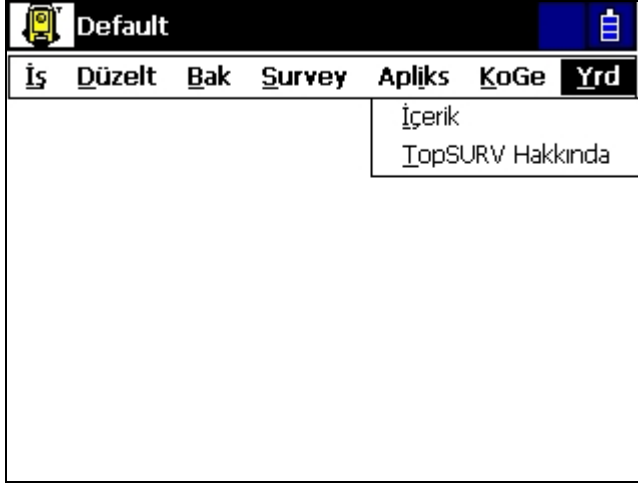 Default
İş Düzelt Bak Survey Apliks KoGe Yrd
İçerik
TopSURV Hakkında